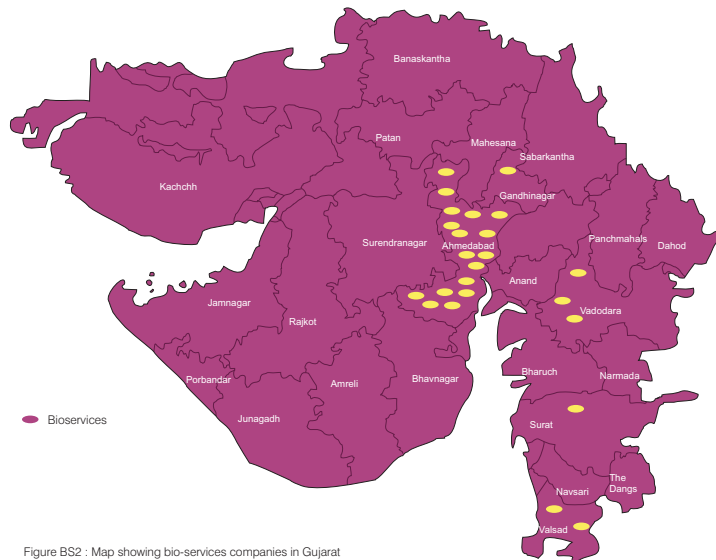 Banaskantha
Patan
Mahesana
Sabarkantha
Kachchh
Gandhinagar
Surendranagar
Ahmedabad
Panchmahals
Dahod
Anand
Jamnagar
Vadodara
Rajkot
Porbandar
Amreli
Bhavnagar
Bharuch
Narmada
Junagadh
Surat
Bioservices
Navsari
The
Dangs
Valsad
Figure BS2 : Map showing bio-services companies in Gujarat